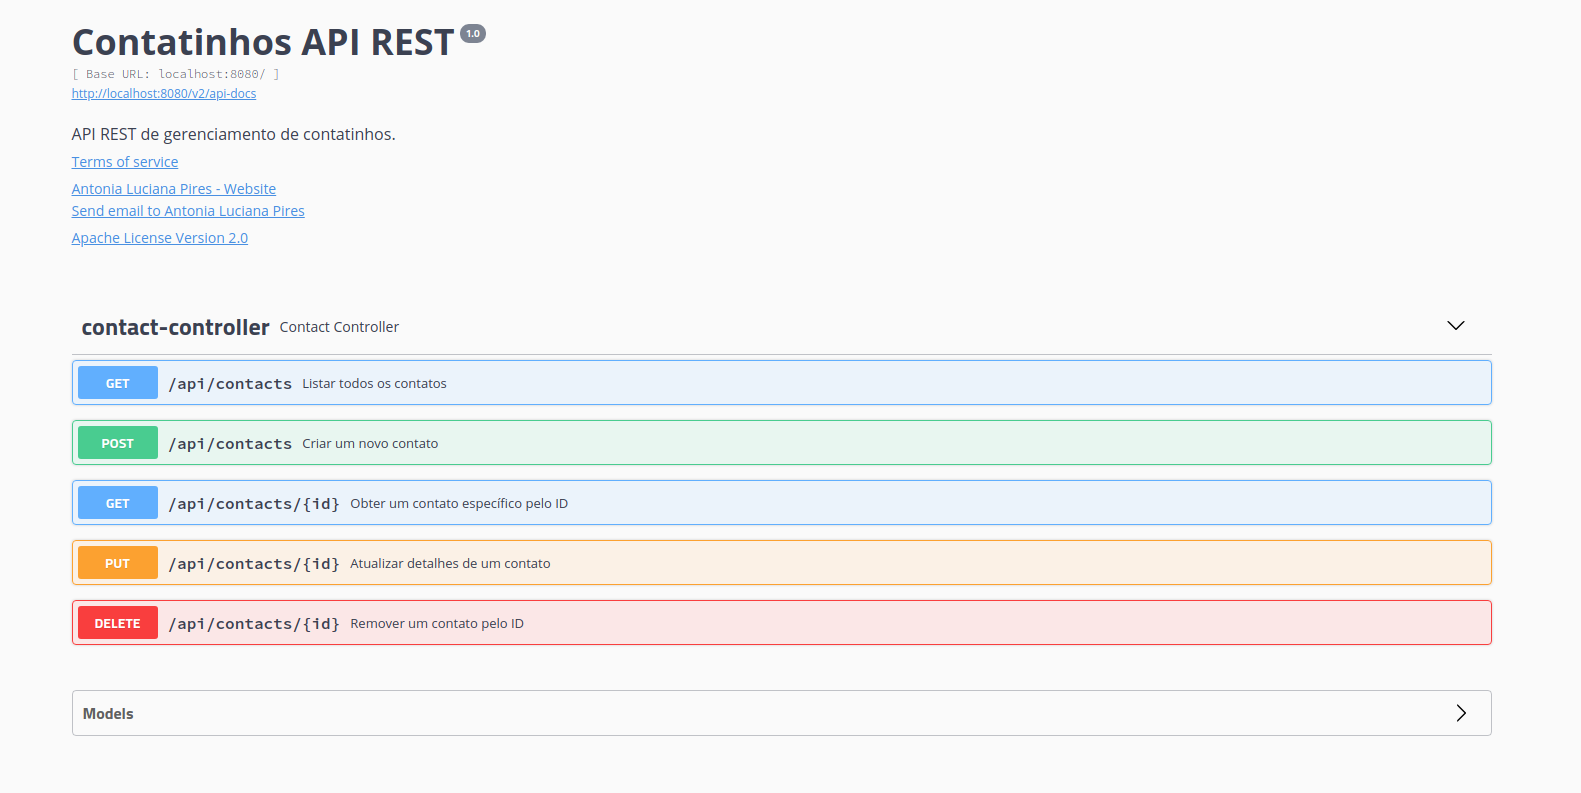 Contatinhos API REST 1.0
[ Base URL: localhost:8080/ ]
http://localhost:8080/v2/api-docs
API REST de gerenciamento de contatinhos.
Terms of service
Antonia Luciana Pires - Website
Send email to Antonia Luciana Pires
Apache License Version 2.0
contact-controller Contact Controller
GET /api/contacts Listar todos os contatos
POST /api/contacts Criar um novo contato
GET /api/contacts/{id} Obter um contato específico pelo ID
PUT /api/contacts/{id} Atualizar detalhes de um contato
DELETE /api/contacts/{id} Remover um contato pelo ID
Models